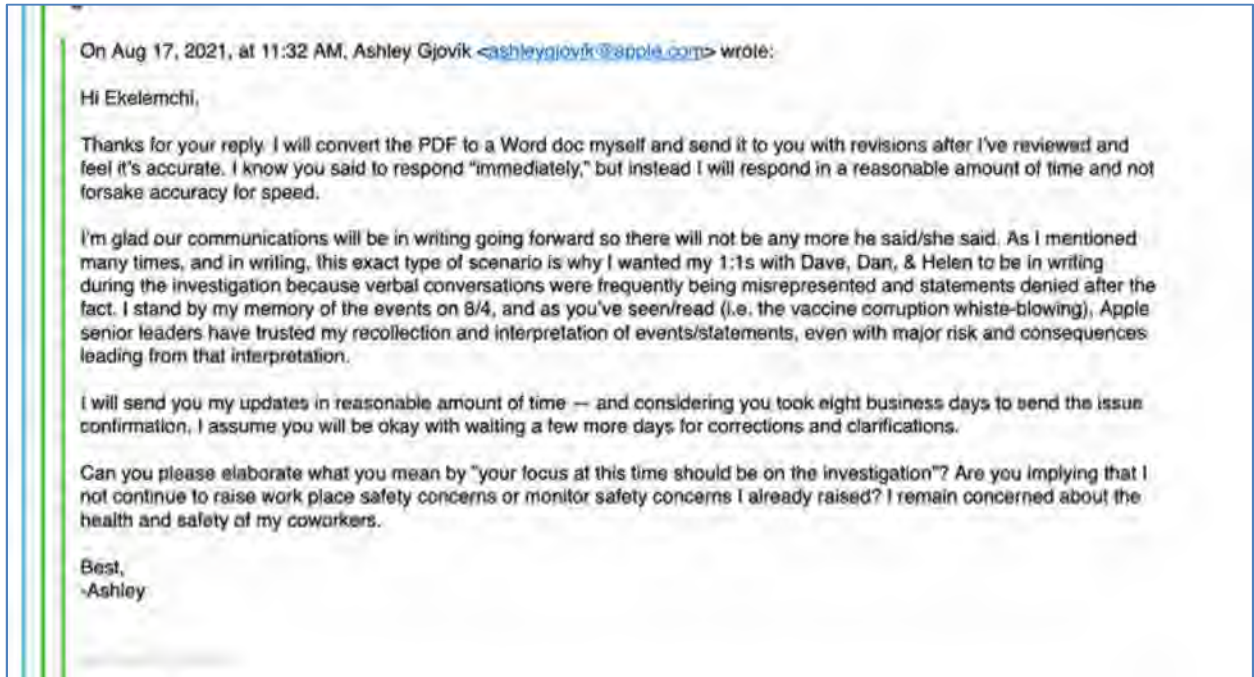 On Aug 17, 2021, at 11:32 AM, Ashley Gjovik <ashleygjovik@apple.com> wrote:
Hi Ekelemchi,
Thanks for your reply. I will convert the PDF to a Word doc myself and send it to you with revisions after I've reviewed and
feel it's accurate. I know you said to respond "immediately," but instead I will respond in a reasonable amount of time and not
forsake accuracy for speed.
I'm glad our communications will be in writing going forward so there will not be any more he said/she said. As I mentioned
many times, and in writing, this exact type of scenario is why I wanted my 1:1s with Dave, Dan, & Helen to be in writing
during the investigation because verbal conversations were frequently being misrepresented and statements denied after the
fact. I stand by my memory of the events on 8/4, and as you've seen/read (i.e. the vaccine corruption whiste-blowing), Apple
senior leaders have trusted my recollection and interpretation of events/statements, even with major risk and consequences
leading from that interpretation.
I will send you my updates in reasonable amount of time — and considering you took eight business days to send the issue
confirmation, I assume you will be okay with waiting a few more days for corrections and clarifications.
Can you please elaborate what you mean by "your focus at this time should be on the investigation"? Are you implying that I
not continue to raise work place safety concerns or monitor safety concerns I already raised? I remain concerned about the
health and safety of my coworkers.
Best,
-Ashley